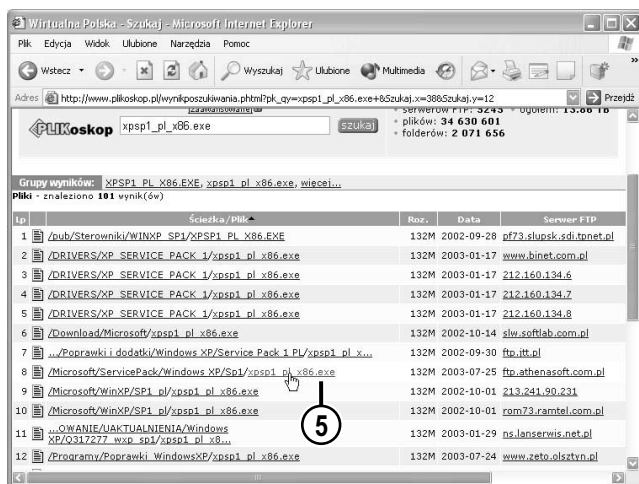 Wirtualna Polska - Szukaj - Microsoft Internet Explorer
Plik Edycja Widok Ulubione Narzędzia Pomoc
Wstecz Wyszukaj Ulubione Multimedia »
Adres http://www.plikoskop.pl/wynikposzukiwania.phtml?pk_qy=xpsp1_pl_x86.exe+&Szukaj.x=38&Szukaj.y=12 Przejdź
zaawansowane • serwerów FTP: 5245 • ogółem: 13.88 TB
PLIKoskop xpsp1_pl_x86.exe szukaj • plików: 34 630 601
• folderów: 2 071 656
Grupy wyników: XPSP1_PL_X86.EXE, xpsp1_pl_x86.exe, więcej...
Pliki - znaleziono 101 wynik(ów)
Lp Ścieżka/Plik Roz. Data Serwer FTP
1 /pub/Sterowniki/WINXP_SP1/XPSP1_PL_X86.EXE 132M 2002-09-28 pf73.slupsk.sdi.tpnet.pl
2 /DRIVERS/XP_SERVICE_PACK_1/xpsp1_pl_x86.exe 132M 2003-01-17 www.binet.com.pl
3 /DRIVERS/XP_SERVICE_PACK_1/xpsp1_pl_x86.exe 132M 2003-01-17 212.160.134.6
4 /DRIVERS/XP_SERVICE_PACK_1/xpsp1_pl_x86.exe 132M 2003-01-17 212.160.134.7
5 /DRIVERS/XP_SERVICE_PACK_1/xpsp1_pl_x86.exe 132M 2003-01-17 212.160.134.8
6 /Download/Microsoft/xpsp1_pl_x86.exe 132M 2002-10-14 slw.softlab.com.pl
7 .../Poprawki i dodatki/Windows XP/Service Pack 1 PL/xpsp1_pl_x... 132M 2002-09-30 ftp.jtt.pl
8 /Microsoft/ServicePack/Windows XP/Sp1/xpsp1_pl_x86.exe 132M 2003-07-25 ftp.athenasoft.com.pl
9 /Microsoft/WinXP/SP1_pl/xpsp1_pl_x86.exe 132M 2002-10-01 213.241.90.231
10 /Microsoft/WinXP/SP1_pl/xpsp1_pl_x86.exe 132M 2002-10-01 rom73.ramtel.com.pl
11 ...OWANIE/UAKTUALNIENIA/Windows
XP/Q317277_wxp_sp1/xpsp1_pl_x8... 132M 2003-01-29 ns.lanserwis.net.pl
12 /Programy/Poprawki_WindowsXP/xpsp1_pl_x86.exe 132M 2003-07-24 www.zeto.olsztyn.pl
5